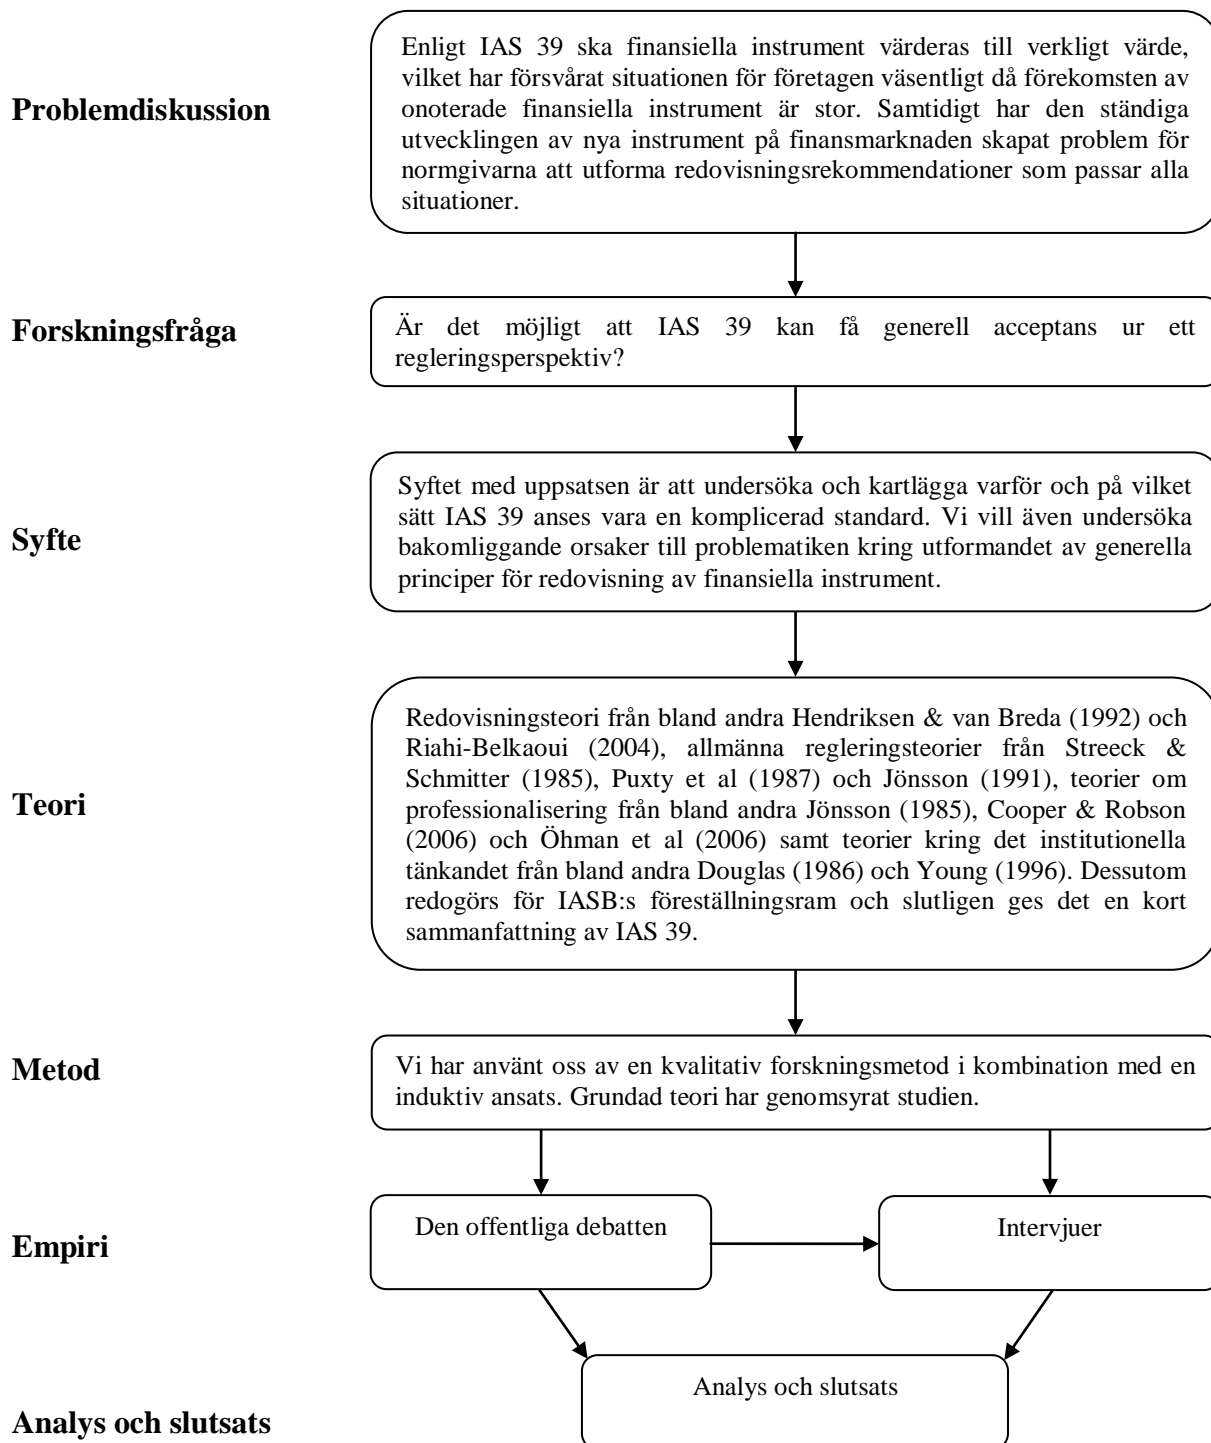 Enligt IAS 39 ska finansiella instrument värderas till verkligt värde,
vilket har försvårat situationen för företagen väsentligt då förekomsten av
Problemdiskussion
onoterade finansiella instrument är stor. Samtidigt har den ständiga
utvecklingen av nya instrument på finansmarknaden skapat problem för
normgivarna att utforma redovisningsrekommendationer som passar alla
situationer.
Forskningsfråga
Är det möjligt att IAS 39 kan få generell acceptans ur ett
regleringsperspektiv?
Syfte
Syftet med uppsatsen är att undersöka och kartlägga varför och på vilket
sätt IAS 39 anses vara en komplicerad standard. Vi vill även undersöka
bakomliggande orsaker till problematiken kring utformandet av generella
principer för redovisning av finansiella instrument.
Teori
Redovisningsteori från bland andra Hendriksen & van Breda (1992) och
Riahi-Belkaoui (2004), allmänna regleringsteorier från Streeck &
Schmitter (1985), Puxty et al (1987) och Jönsson (1991), teorier om
professionalisering från bland andra Jönsson (1985), Cooper & Robson
(2006) och Öhman et al (2006) samt teorier kring det institutionella
tänkandet från bland andra Douglas (1986) och Young (1996). Dessutom
redogörs för IASB:s föreställningsram och slutligen ges det en kort
sammanfattning av IAS 39.
Metod
Vi har använt oss av en kvalitativ forskningsmetod i kombination med en
induktiv ansats. Grundad teori har genomsyrat studien.
Empiri
Den offentliga debatten
Intervjuer
Analys och slutsats
Analys och slutsats